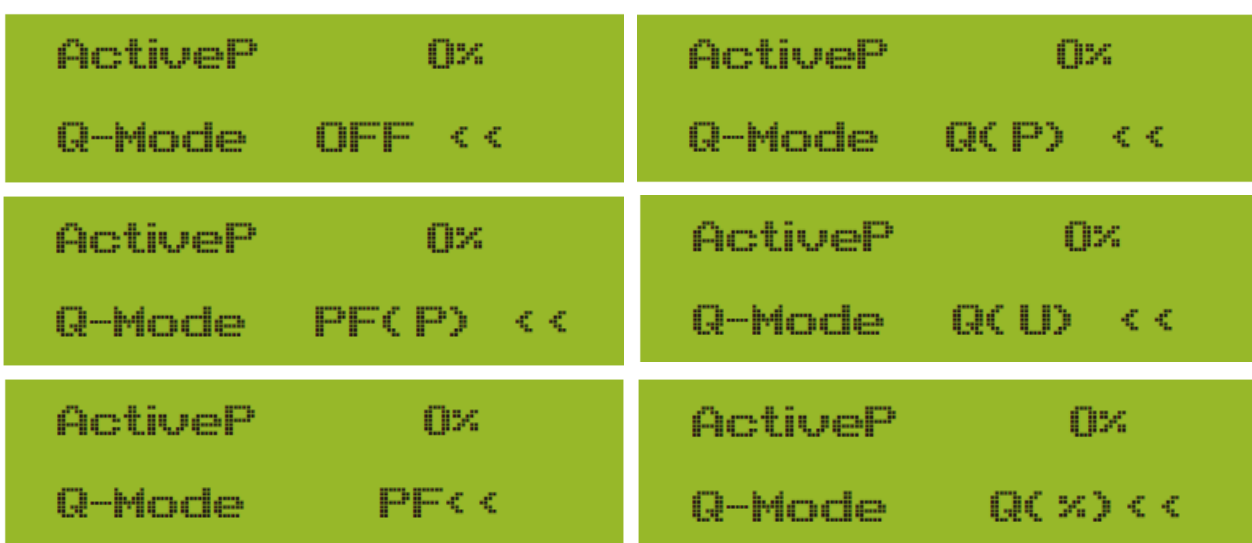 ActiveP 0%
Q-Mode OFF <<
ActiveP 0%
Q-Mode Q(P) <<
ActiveP 0%
Q-Mode PF(P) <<
ActiveP 0%
Q-Mode Q(U) <<
ActiveP 0%
Q-Mode PF<<
ActiveP 0%
Q-Mode Q(%)<<